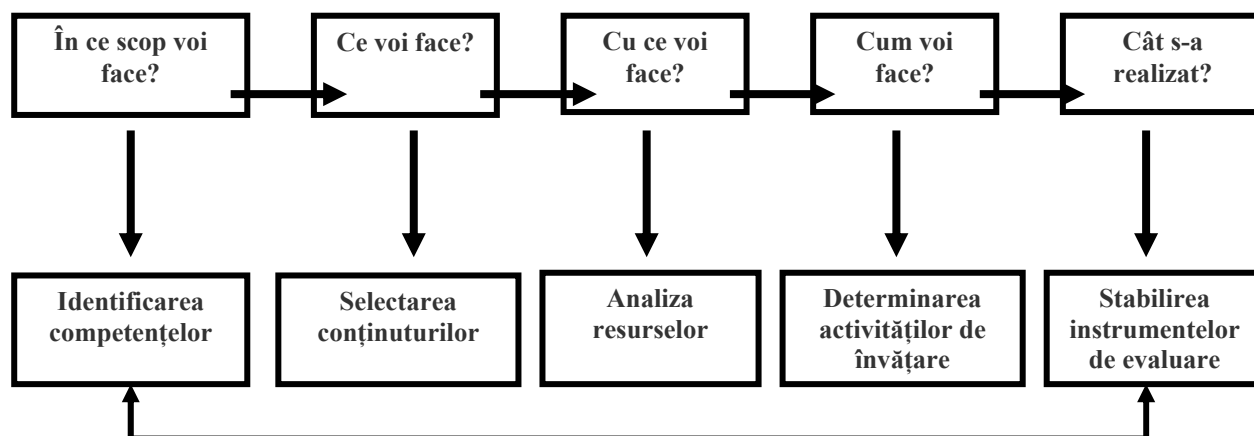 În ce scop voi
face?
Ce voi face?
Cu ce voi
face?
Cum voi
face?
Cât s-a
realizat?
Identificarea
competențelor
Selectarea
conținuturilor
Analiza
resurselor
Determinarea
activităților de
învățare
Stabilirea
instrumentelor
de evaluare